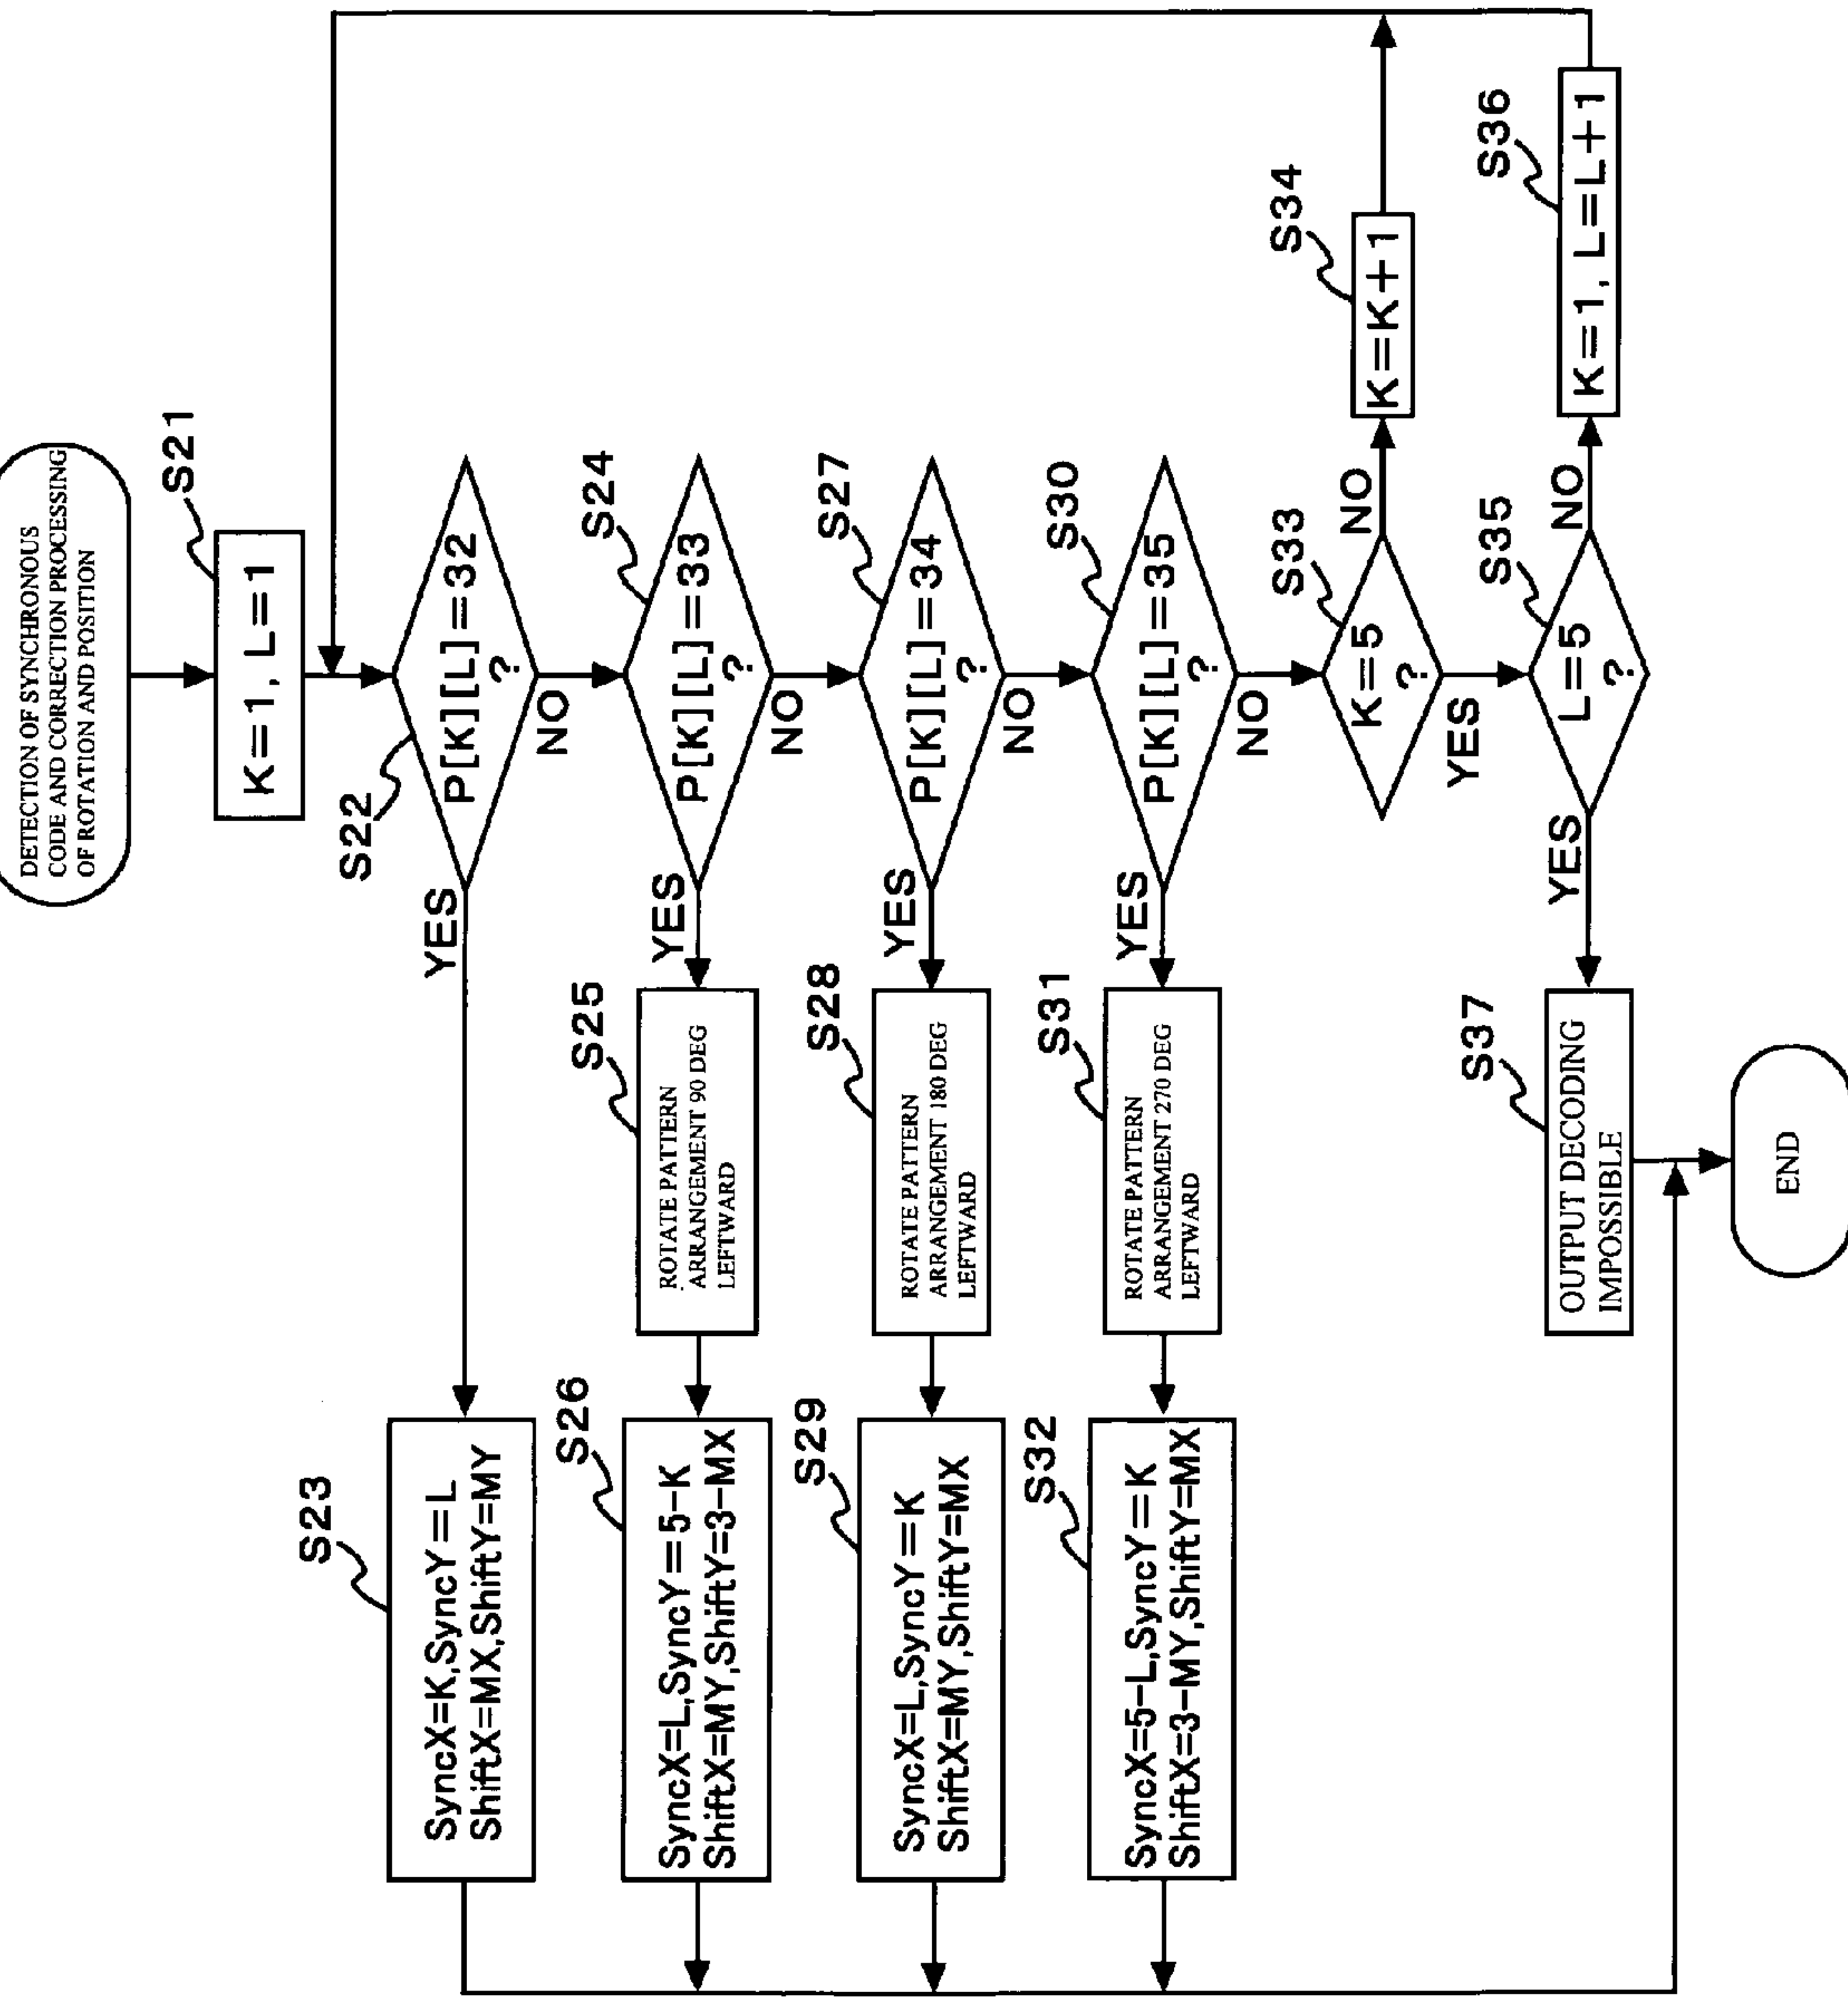 DETECTION OF SYNCHRONOUS
CODE AND CORRECTION PROCESSING
OF ROTATION AND POSITION
S21
K=1, L=1
S22
P[K][L]=32
?
YES
NO
S23
SyncX=K,SyncY=L
ShiftX=MX,ShiftY=MY
S24
P[K][L]=33
?
YES
NO
S25
ROTATE PATTERN
ARRANGEMENT 90 DEG
LEFTWARD
S26
SyncX=L,SyncY=5-K
ShiftX=MY,ShiftY=3-MX
S27
P[K][L]=34
?
YES
NO
S28
ROTATE PATTERN
ARRANGEMENT 180 DEG
LEFTWARD
S29
SyncX=L,SyncY=K
ShiftX=MY,ShiftY=MX
S30
P[K][L]=35
?
YES
NO
S31
ROTATE PATTERN
ARRANGEMENT 270 DEG
LEFTWARD
S32
SyncX=5-L,SyncY=K
ShiftX=3-MY,ShiftY=MX
S33
K=5
?
NO
YES
S34
K=K+1
S35
L=5
?
NO
YES
S36
K=1, L=L+1
S37
OUTPUT DECODING
IMPOSSIBLE
END